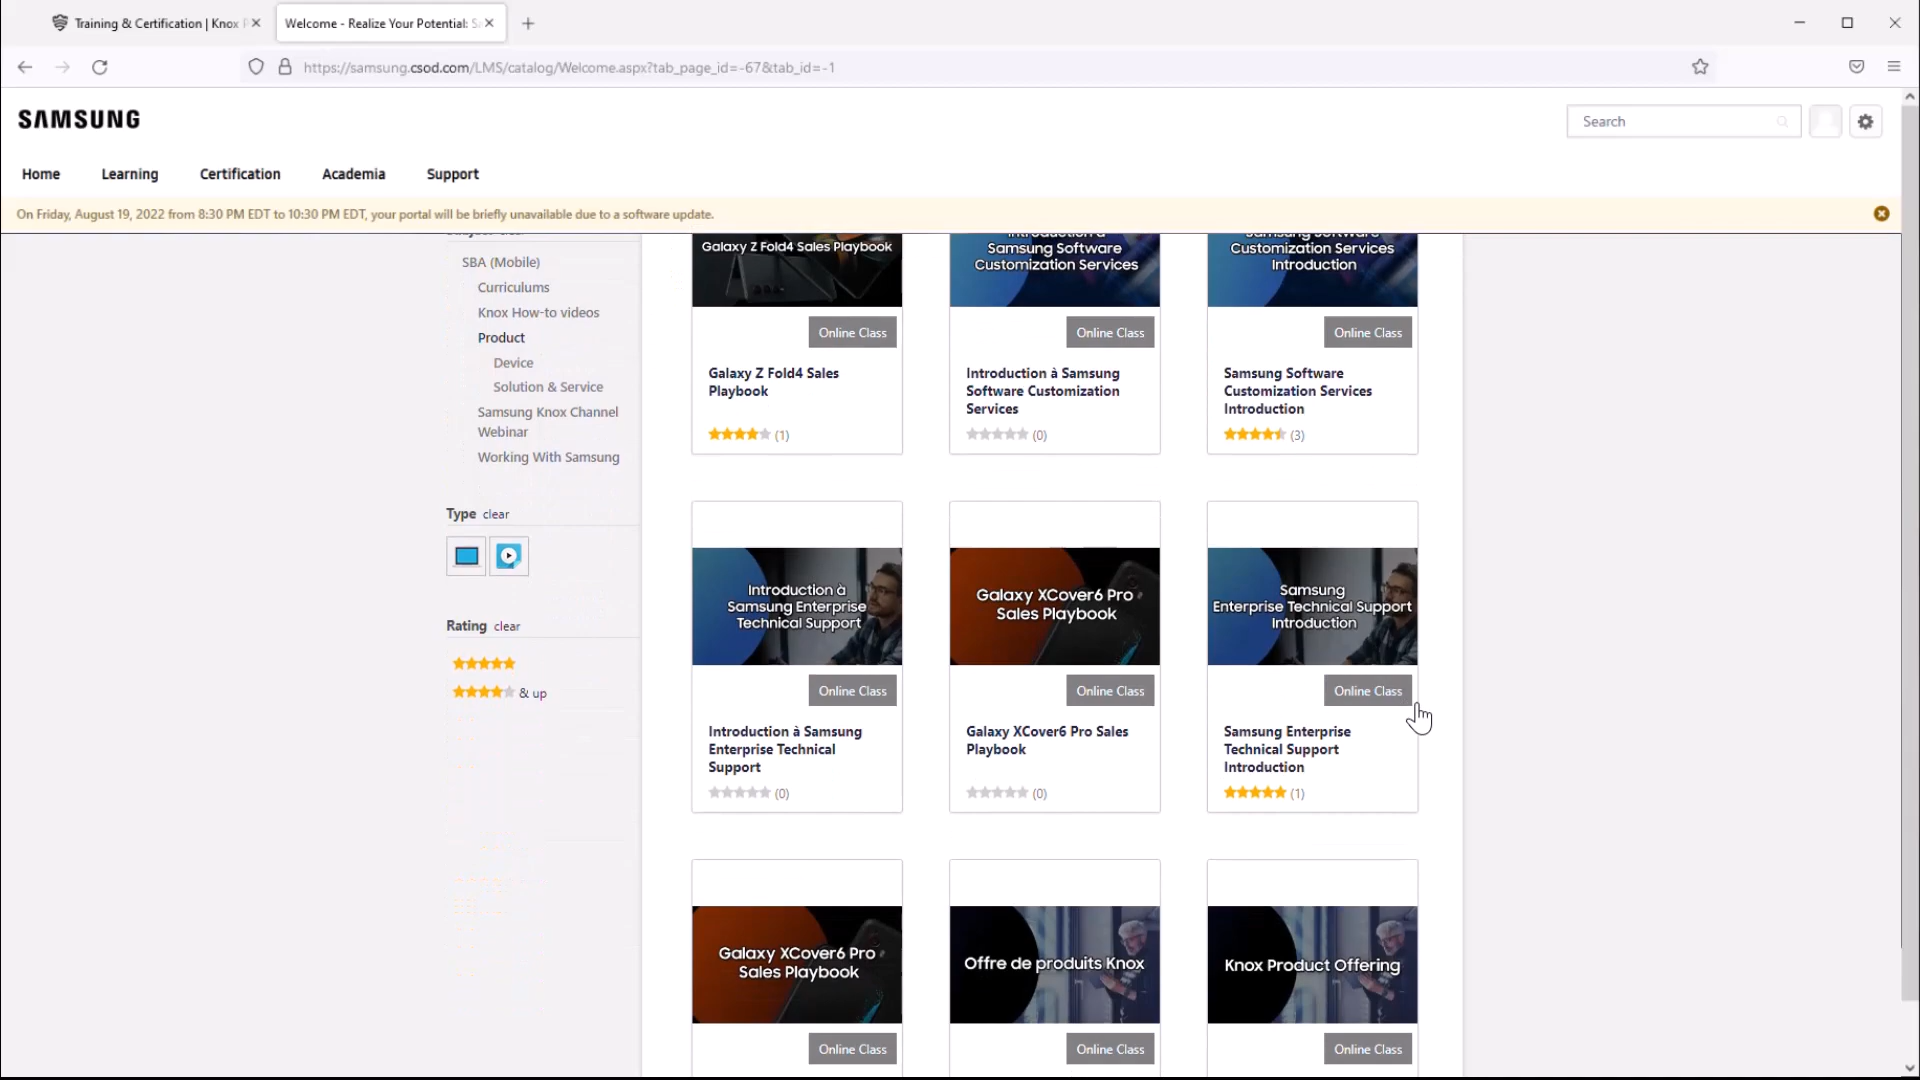 Training & Certification | Knox P
Welcome - Realize Your Potential: S
https://samsung.csod.com/LMS/catalog/Welcome.aspx?tab_page_id=-67&tab_id=-1
SAMSUNG
Search
Home
Learning
Certification
Academia
Support
On Friday, August 19, 2022 from 8:30 PM EDT to 10:30 PM EDT, your portal will be briefly unavailable due to a software update.
SBA (Mobile)
Curriculums
Knox How-to videos
Product
Device
Solution & Service
Samsung Knox Channel
Webinar
Working With Samsung
Type clear
Rating clear
& up
Galaxy Z Fold4 Sales Playbook
Online Class
Galaxy Z Fold4 Sales
Playbook
(1)
Introduction à
Samsung Software
Customization Services
Online Class
Introduction à Samsung
Software Customization
Services
(0)
Samsung Software
Customization Services
Introduction
Online Class
Samsung Software
Customization Services
Introduction
(3)
Introduction à
Samsung Enterprise
Technical Support
Online Class
Introduction à Samsung
Enterprise Technical
Support
(0)
Galaxy XCover6 Pro
Sales Playbook
Online Class
Galaxy XCover6 Pro Sales
Playbook
(0)
Samsung
Enterprise Technical Support
Introduction
Online Class
Samsung Enterprise
Technical Support
Introduction
(1)
Galaxy XCover6 Pro
Sales Playbook
Online Class
Offre de produits Knox
Online Class
Knox Product Offering
Online Class